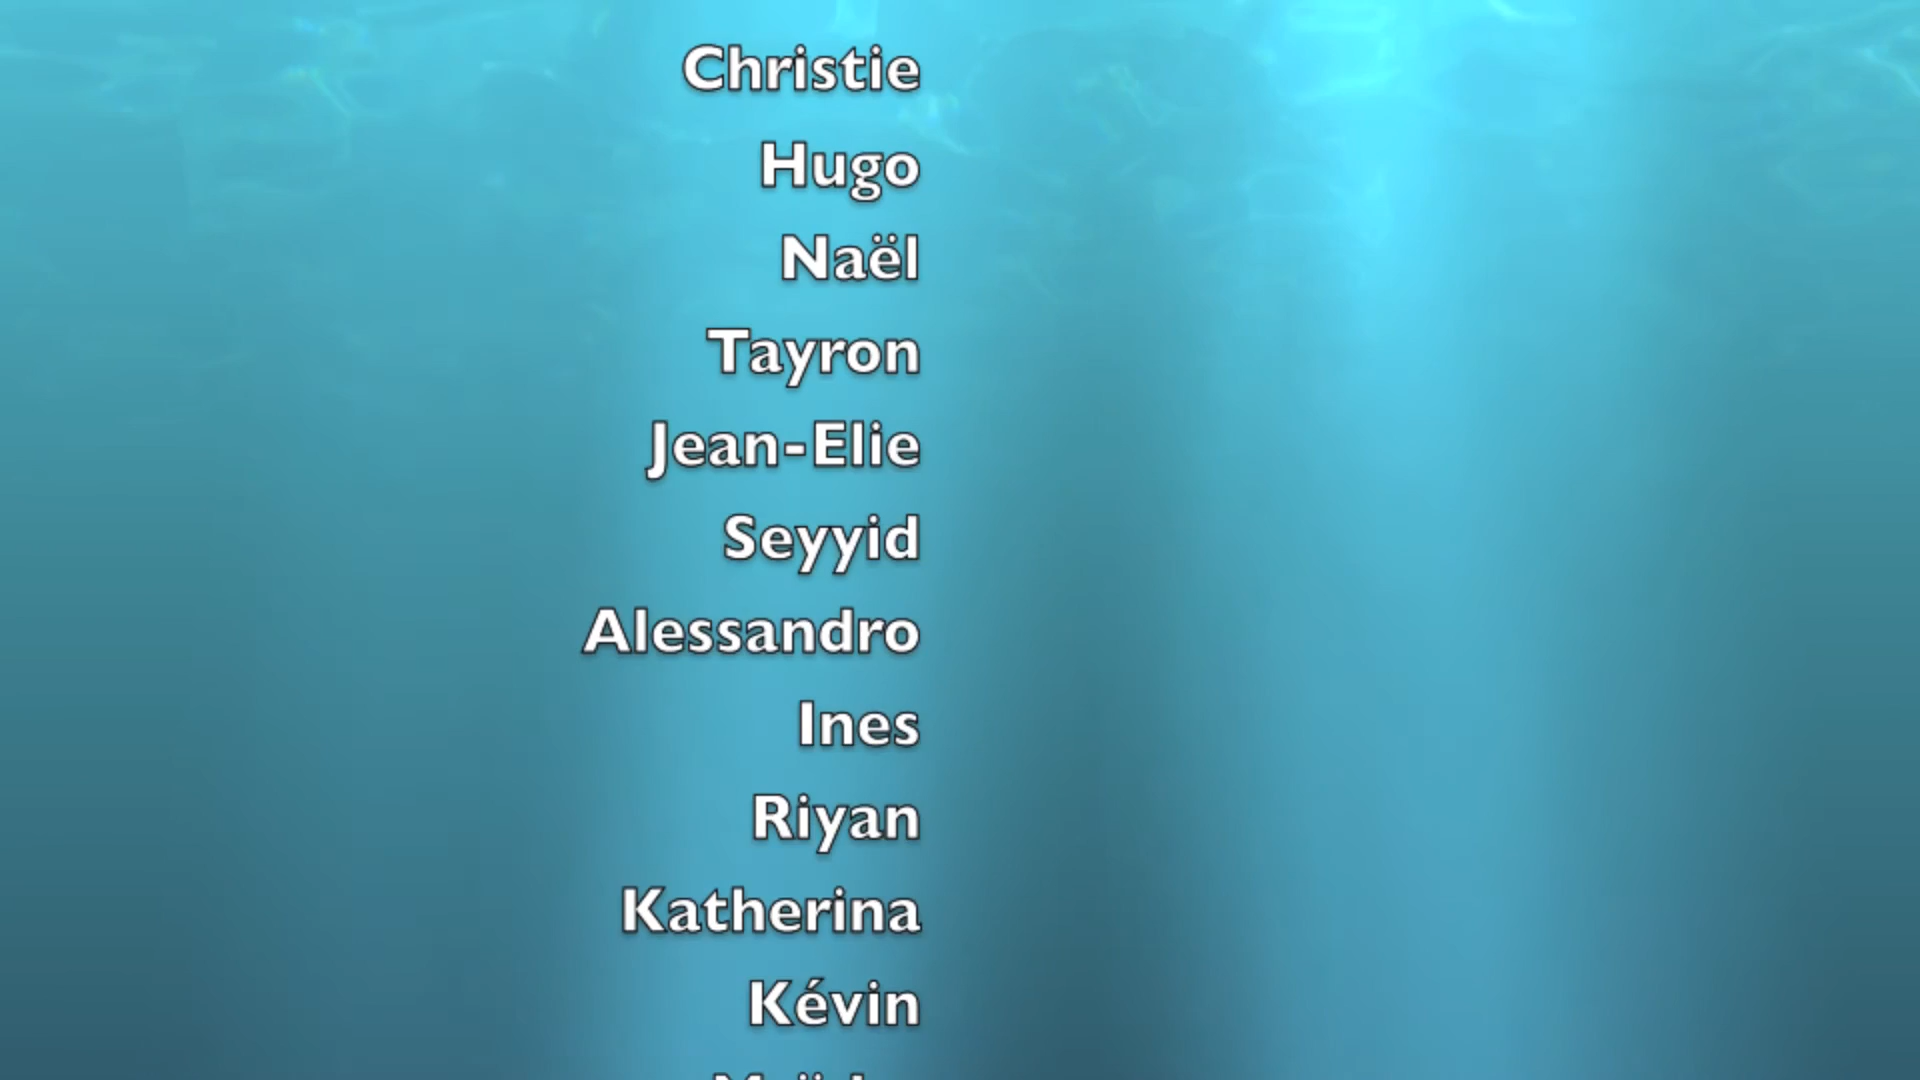 Christie
Hugo
Naël
Tayron
Jean-Elie
Seyyid
Alessandro
Ines
Riyan
Katherina
Kévin